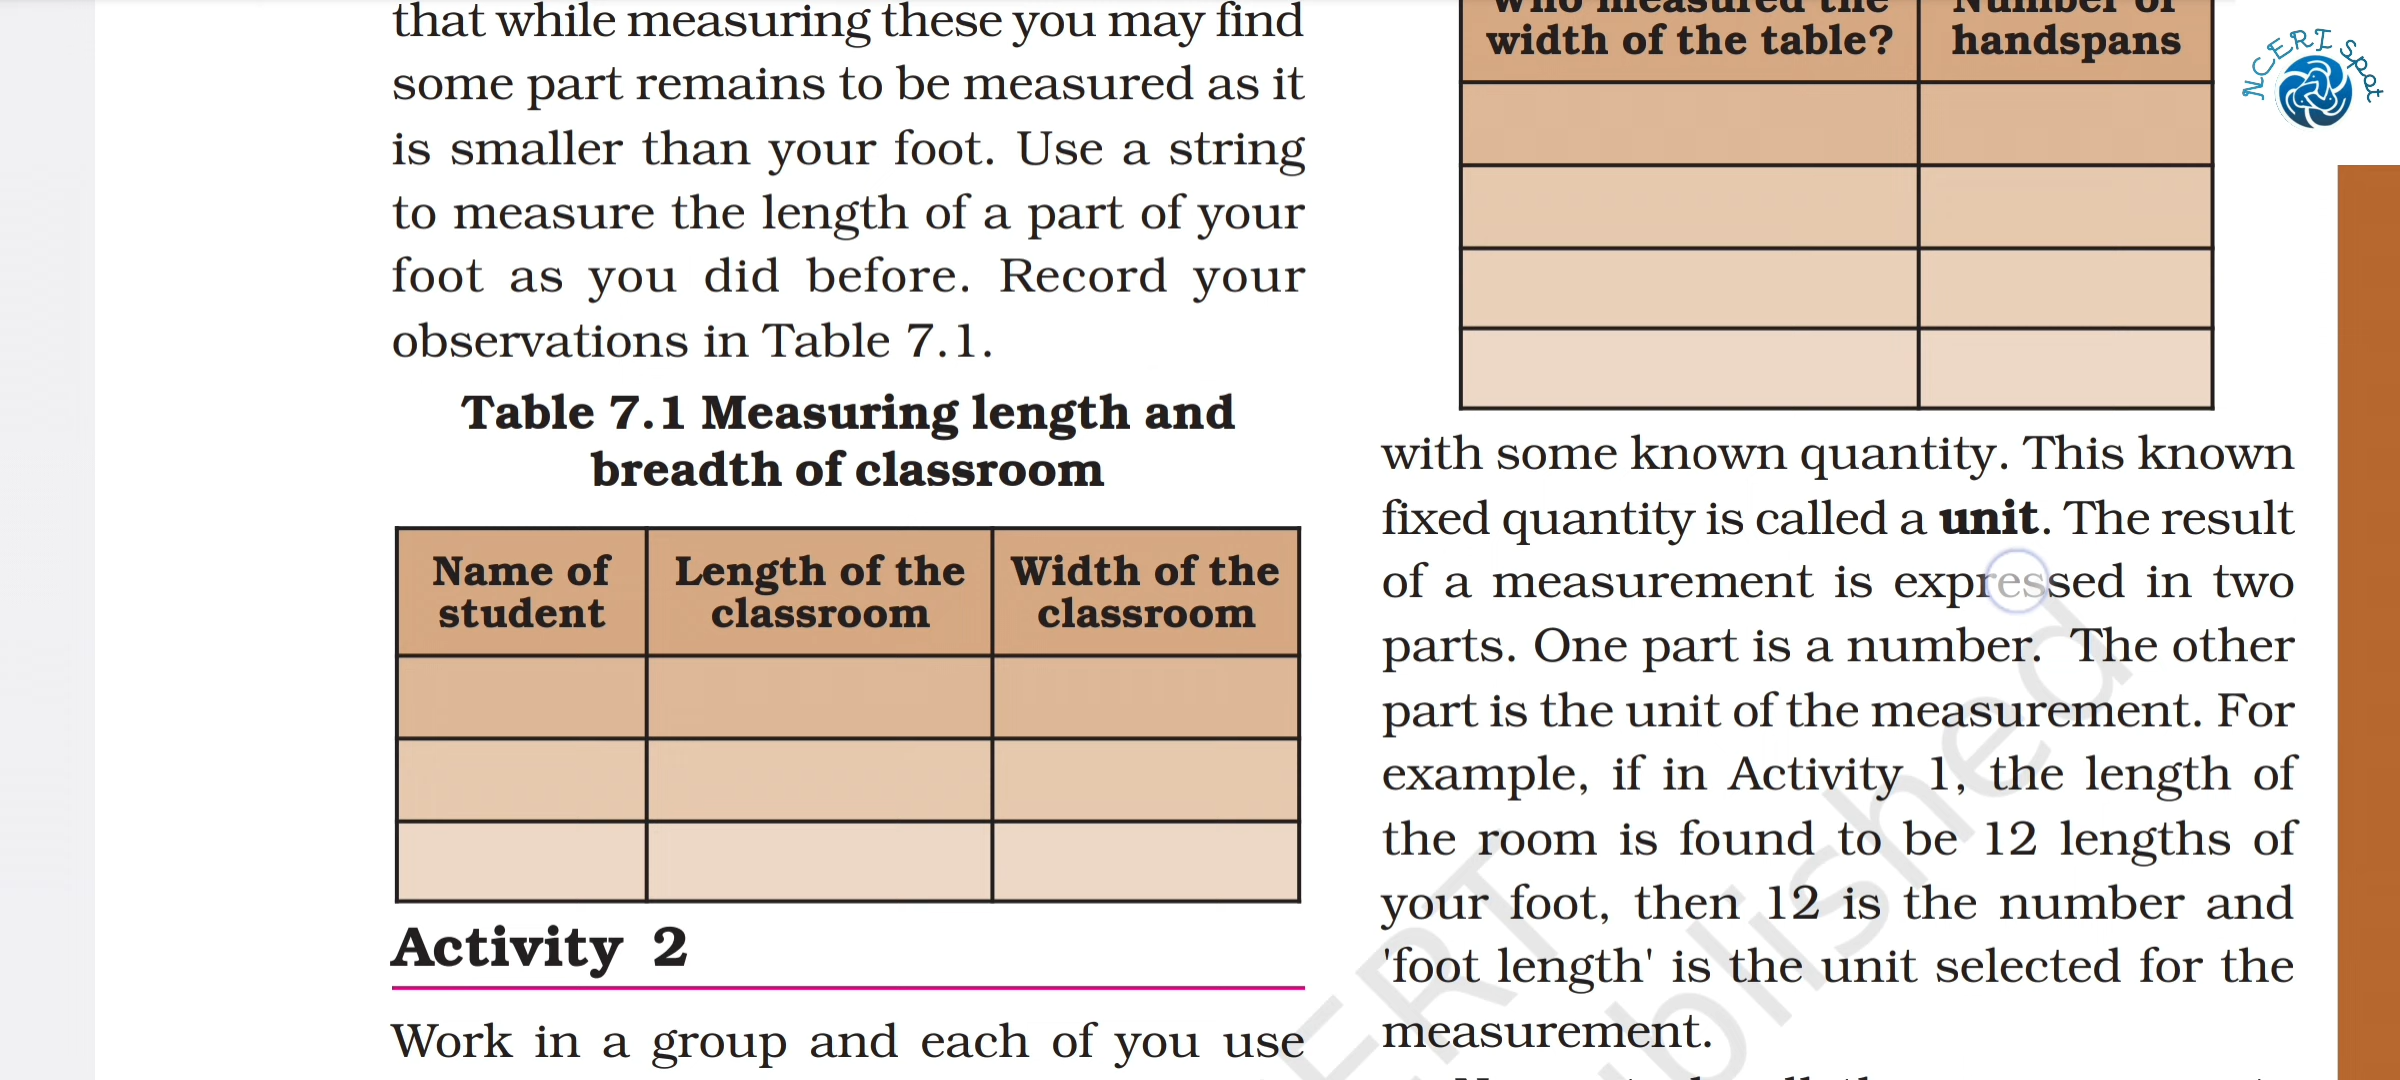 that while measuring these you may find
some part remains to be measured as it
is smaller than your foot. Use a string
to measure the length of a part of your
foot as you did before. Record your
observations in Table 7.1.
Table 7.1 Measuring length and
breadth of classroom
Name of student
Length of the classroom
Width of the classroom
Activity 2
Work in a group and each of you use
Who measured the
width of the table?
Number of
handspans
with some known quantity. This known
fixed quantity is called a unit. The result
of a measurement is expressed in two
parts. One part is a number. The other
part is the unit of the measurement. For
example, if in Activity 1, the length of
the room is found to be 12 lengths of
your foot, then 12 is the number and
'foot length' is the unit selected for the
measurement.
NCERT Spot